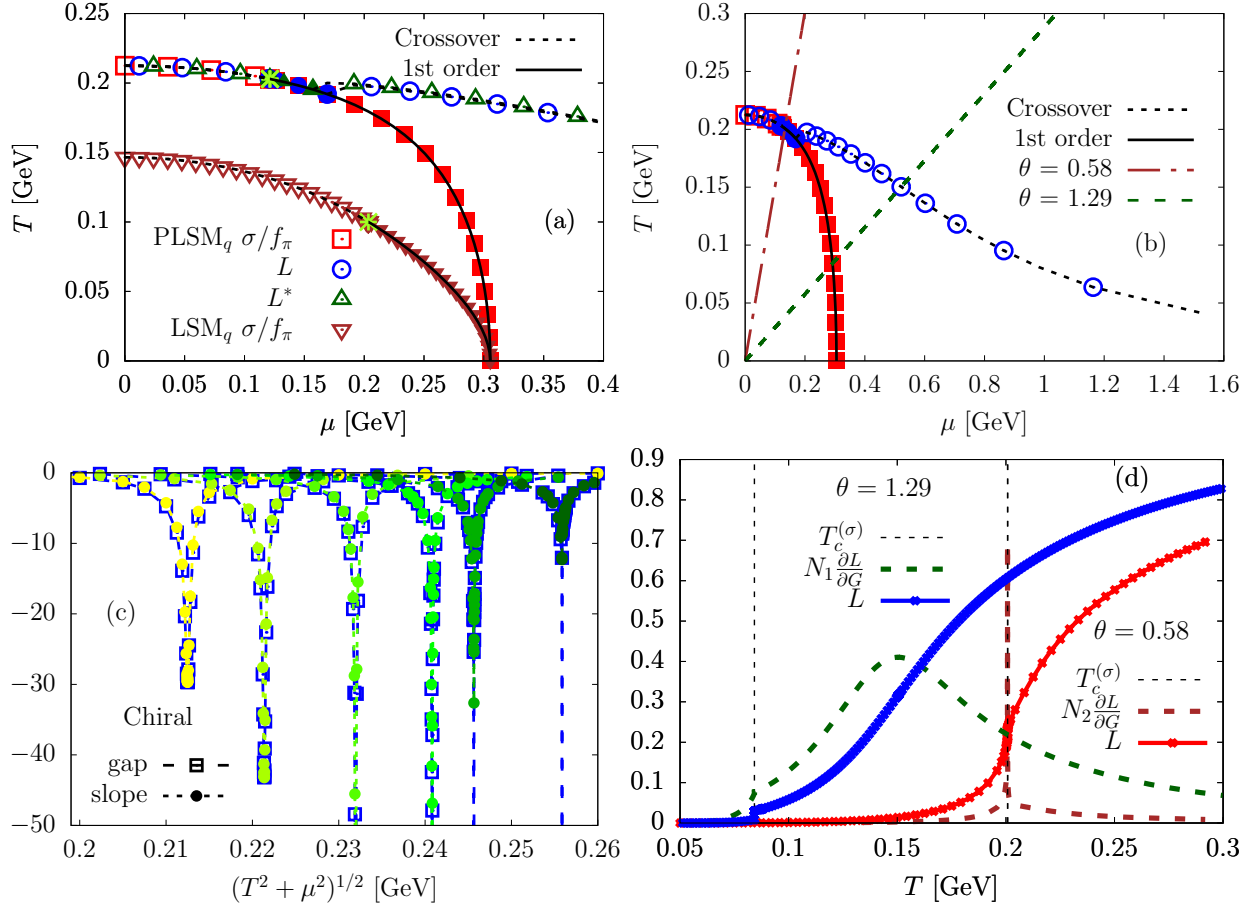 0.25
0.2
0.15
0.1
0.05
0
T [GeV]
Crossover
1st order
(a)
PLSM_q σ/f_π
L
L*
LSM_q σ/f_π
0 0.05 0.1 0.15 0.2 0.25 0.3 0.35 0.4
μ [GeV]
0.3
0.25
0.2
0.15
0.1
0.05
0
T [GeV]
Crossover
1st order
θ = 0.58
θ = 1.29
(b)
0 0.2 0.4 0.6 0.8 1 1.2 1.4 1.6
μ [GeV]
0
−10
−20
−30
−40
−50
(c)
Chiral
gap
slope
0.2 0.21 0.22 0.23 0.24 0.25 0.26
(T² + μ²)^{1/2} [GeV]
0.9
0.8
0.7
0.6
0.5
0.4
0.3
0.2
0.1
0
(d)
θ = 1.29
T_c^{(σ)}
N₁ ∂L/∂G
L
θ = 0.58
T_c^{(σ)}
N₂ ∂L/∂G
L
0.05 0.1 0.15 0.2 0.25 0.3
T [GeV]